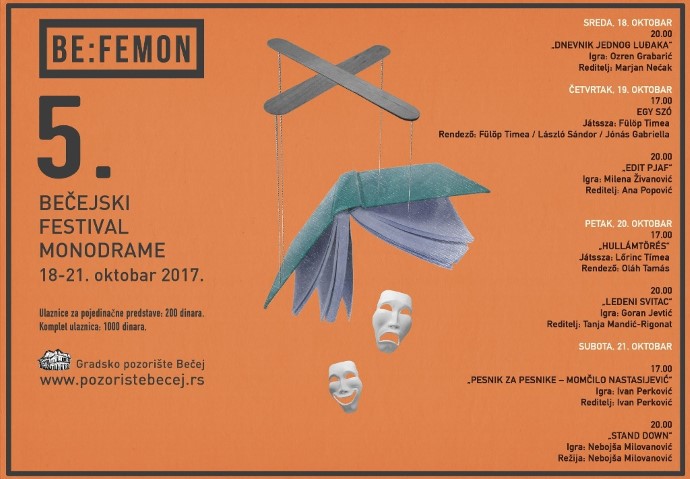 BE:FEMON
5.
BEČEJSKI
FESTIVAL
MONODRAME
18-21. oktobar 2017.
Ulaznice za pojedinačne predstave: 200 dinara.
Komplet ulaznica: 1000 dinara.
Gradsko pozorište Bečej
www.pozoristebecej.rs
SREDA, 18. OKTOBAR
20.00
„DNEVNIK JEDNOG LUĐAKA“
Igra: Ozren Grabarić
Reditelj: Marjan Nećak
ČETVRTAK, 19. OKTOBAR
17.00
EGY SZÓ
Játssza: Fülöp Tímea
Rendező: Fülöp Tímea / László Sándor / Jónás Gabriella
20.00
„EDIT PJAF“
Igra: Milena Živanović
Reditelj: Ana Popović
PETAK, 20. OKTOBAR
17.00
„HULLÁMTÖRÉS“
Játssza: Lőrinc Tímea
Rendező: Oláh Tamás
20.00
„LEDENI SVITAC“
Igra: Goran Jevtić
Reditelj: Tanja Mandić-Rigonat
SUBOTA, 21. OKTOBAR
17.00
„PESNIK ZA PESNIKE – MOMČILO NASTASIJEVIĆ“
Igra: Ivan Perković
Reditelj: Ivan Perković
20.00
„STAND DOWN“
Igra: Nebojša Milovanović
Režija: Nebojša Milovanović